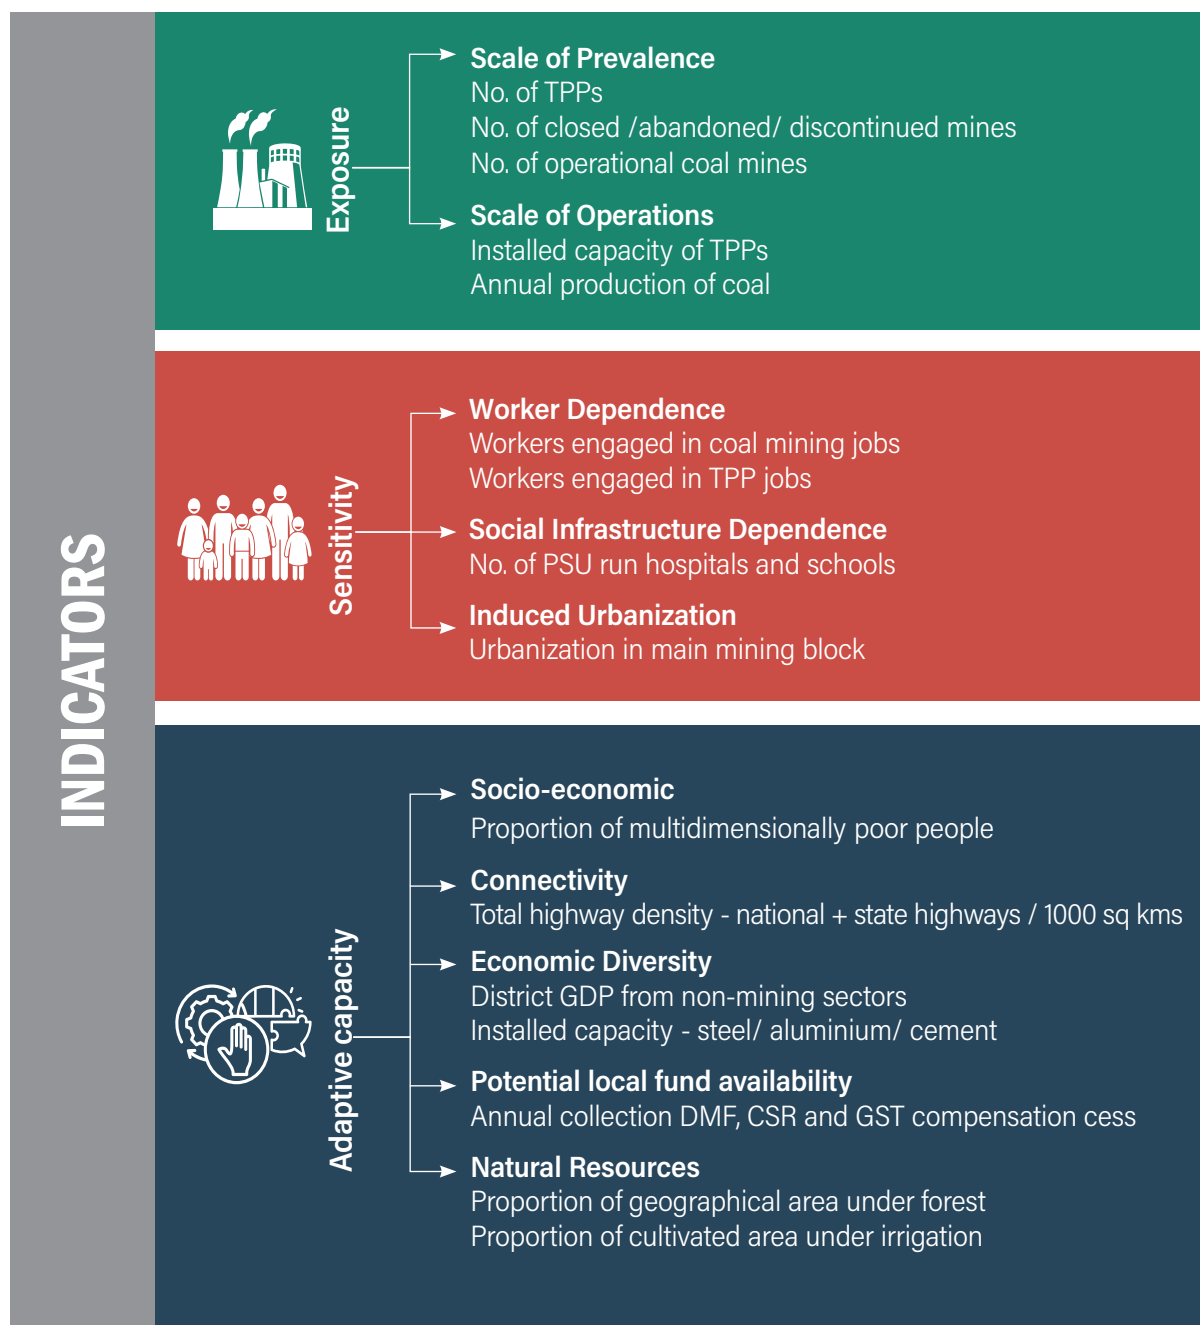 INDICATORS
Exposure
Scale of Prevalence
No. of TPPs
No. of closed /abandoned/ discontinued mines
No. of operational coal mines
Scale of Operations
Installed capacity of TPPs
Annual production of coal
Sensitivity
Worker Dependence
Workers engaged in coal mining jobs
Workers engaged in TPP jobs
Social Infrastructure Dependence
No. of PSU run hospitals and schools
Induced Urbanization
Urbanization in main mining block
Adaptive capacity
Socio-economic
Proportion of multidimensionally poor people
Connectivity
Total highway density - national + state highways / 1000 sq kms
Economic Diversity
District GDP from non-mining sectors
Installed capacity - steel/ aluminium/ cement
Potential local fund availability
Annual collection DMF, CSR and GST compensation cess
Natural Resources
Proportion of geographical area under forest
Proportion of cultivated area under irrigation